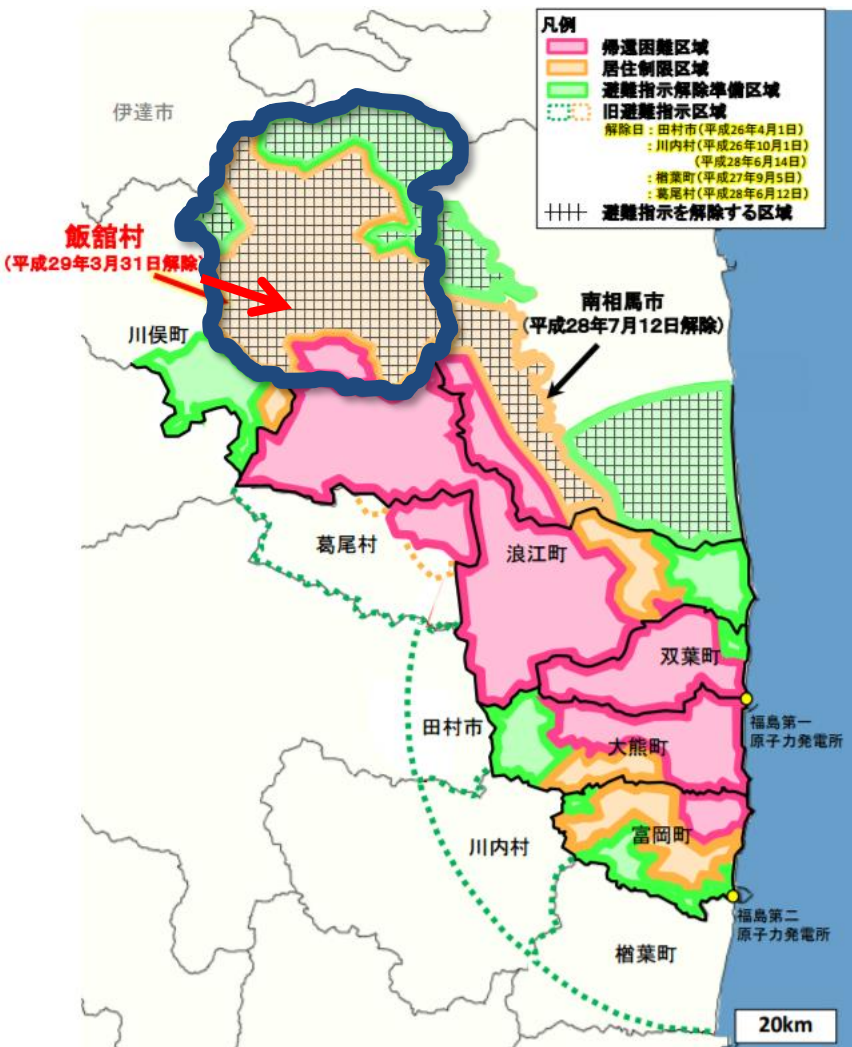 凡例
帰還困難区域
居住制限区域
避難指示解除準備区域
旧避難指示区域
解除日：田村市(平成26年4月1日)
：川内村(平成26年10月1日)
(平成28年6月14日)
：楢葉町(平成27年9月5日)
：葛尾村(平成28年6月12日)
避難指示を解除する区域
伊達市
飯舘村
(平成29年3月31日解除)
南相馬市
(平成28年7月12日解除)
川俣町
葛尾村
浪江町
双葉町
福島第一
原子力発電所
田村市
大熊町
川内村
富岡町
福島第二
原子力発電所
楢葉町
20km